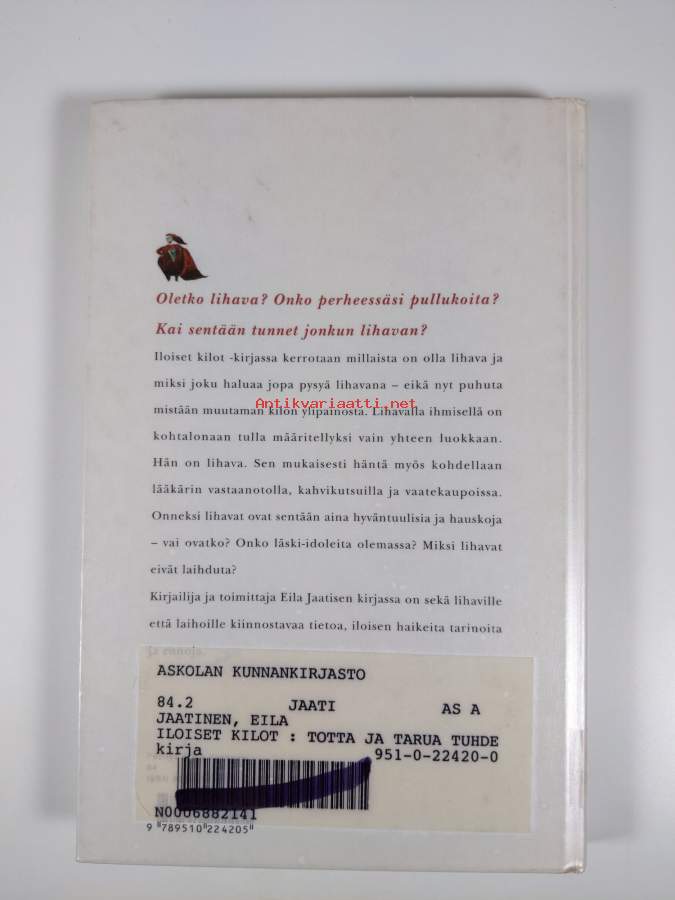 Oletko lihava? Onko perheessäsi pullukoita?
Kai sentään tunnet jonkun lihavan?
Iloiset kilot -kirjassa kerrotaan millaista on olla lihava ja
miksi joku haluaa jopa pysyä lihavana – eikä nyt puhuta
Antikvariaatti.net
mistään muutaman kilon ylipainosta. Lihavalla ihmisellä on
kohtalonaan tulla määritellyksi vain yhteen luokkaan.
Hän on lihava. Sen mukaisesti häntä myös kohdellaan
lääkärin vastaanotolla, kahvikutsuilla ja vaatekaupoissa.
Onneksi lihavat ovat sentään aina hyväntuulisia ja hauskoja
– vai ovatko? Onko läski-idoleita olemassa? Miksi lihavat
eivät laihduta?
Kirjailija ja toimittaja Eila Jaatisen kirjassa on sekä lihaville
että laihoille kiinnostavaa tietoa, iloisen haikeita tarinoita
ja runoja.
ASKOLAN KUNNANKIRJASTO
84.2 JAATI AS A
JAATINEN, EILA
ILOISET KILOT : TOTTA JA TARUA TUHDE
kirja 951-0-22420-0
N0006882141
9 789510 224205